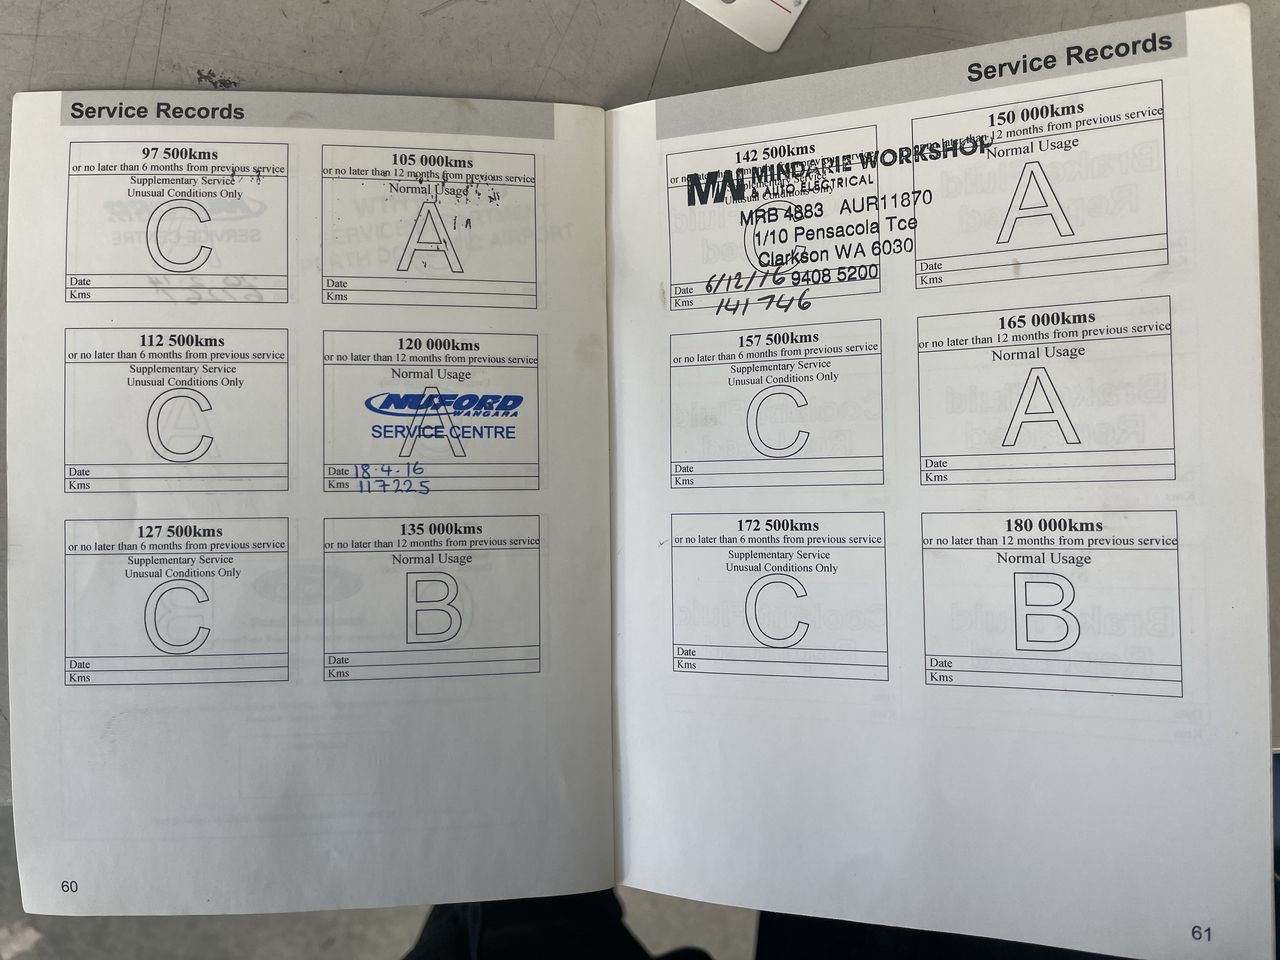 Service Records
97 500kms
or no later than 6 months from previous service
Supplementary Service
Unusual Conditions Only
C
Date
Kms
105 000kms
or no later than 12 months from previous service
Normal Usage
A
Date
Kms
112 500kms
or no later than 6 months from previous service
Supplementary Service
Unusual Conditions Only
C
Date
Kms
120 000kms
or no later than 12 months from previous service
Normal Usage
A
NUFORD
WANGARA
SERVICE CENTRE
Date 18.4.16
Kms 117225
127 500kms
or no later than 6 months from previous service
Supplementary Service
Unusual Conditions Only
C
Date
Kms
135 000kms
or no later than 12 months from previous service
Normal Usage
B
Date
Kms
60
Service Records
142 500kms
Unusual Conditions Only
C
MW MINDARIE WORKSHOP
& AUTO ELECTRICAL
MRB 4883 AUR11870
1/10 Pensacola Tce
Clarkson WA 6030
9408 5200
Date 6/12/16
Kms 141746
150 000kms
later than 12 months from previous service
Normal Usage
A
Date
Kms
157 500kms
or no later than 6 months from previous service
Supplementary Service
Unusual Conditions Only
C
Date
Kms
165 000kms
or no later than 12 months from previous service
Normal Usage
A
Date
Kms
172 500kms
or no later than 6 months from previous service
Supplementary Service
Unusual Conditions Only
C
Date
Kms
180 000kms
or no later than 12 months from previous service
Normal Usage
B
Date
Kms
61